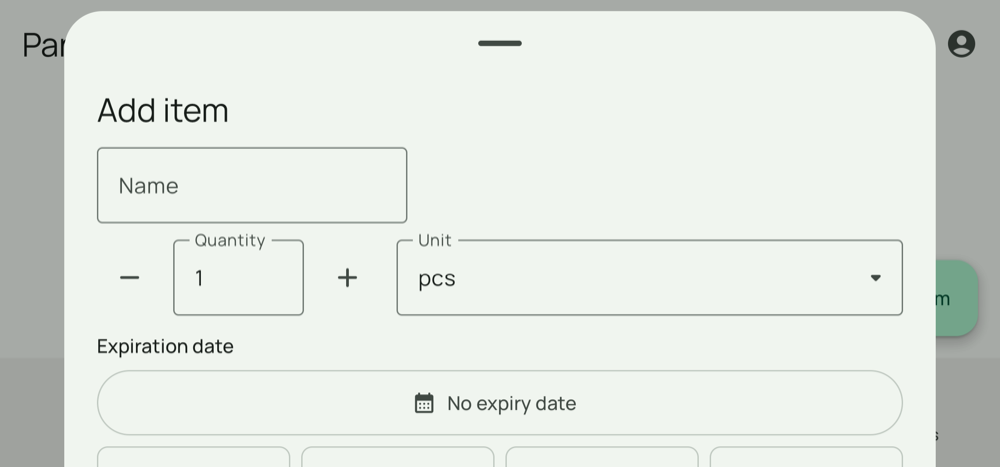 Add item
Name
Quantity
Unit
1
pcs
Expiration date
No expiry date